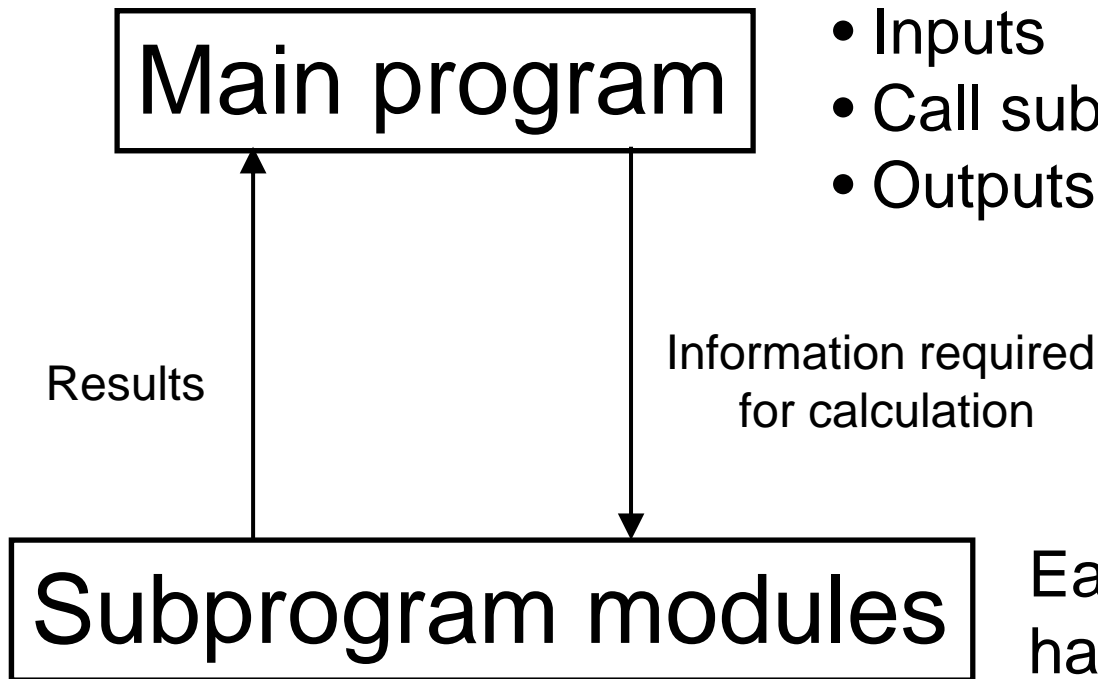 Main program
• Inputs
• Call sub
• Outputs
Results
Information required
for calculation
Subprogram modules
Ea
ha